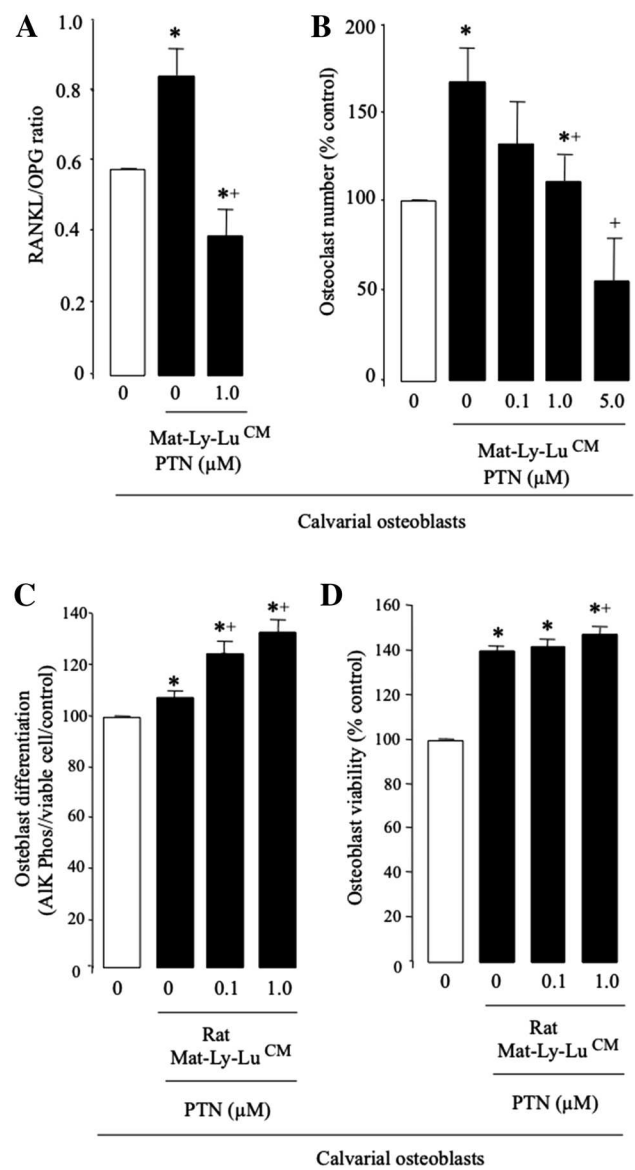 A
RANKL/OPG ratio
1.0
0.8
0.6
0.4
0.2
0
*
*+
0 0 1.0
Mat-Ly-Lu CM
PTN (µM)
B
Osteoclast number (% control)
200
150
100
50
0
*
*+
+
0 0 0.1 1.0 5.0
Mat-Ly-Lu CM
PTN (µM)
Calvarial osteoblasts
C
Osteblast differentiation
(AlK Phos//viable cell/control)
140
120
100
80
60
40
20
0
*
*+
*+
0 0 0.1 1.0
Rat
Mat-Ly-Lu CM
PTN (µM)
D
Osteoblast viability (% control)
160
140
120
100
80
60
40
20
0
*
*
*+
0 0 0.1 1.0
Rat
Mat-Ly-Lu CM
PTN (µM)
Calvarial osteoblasts